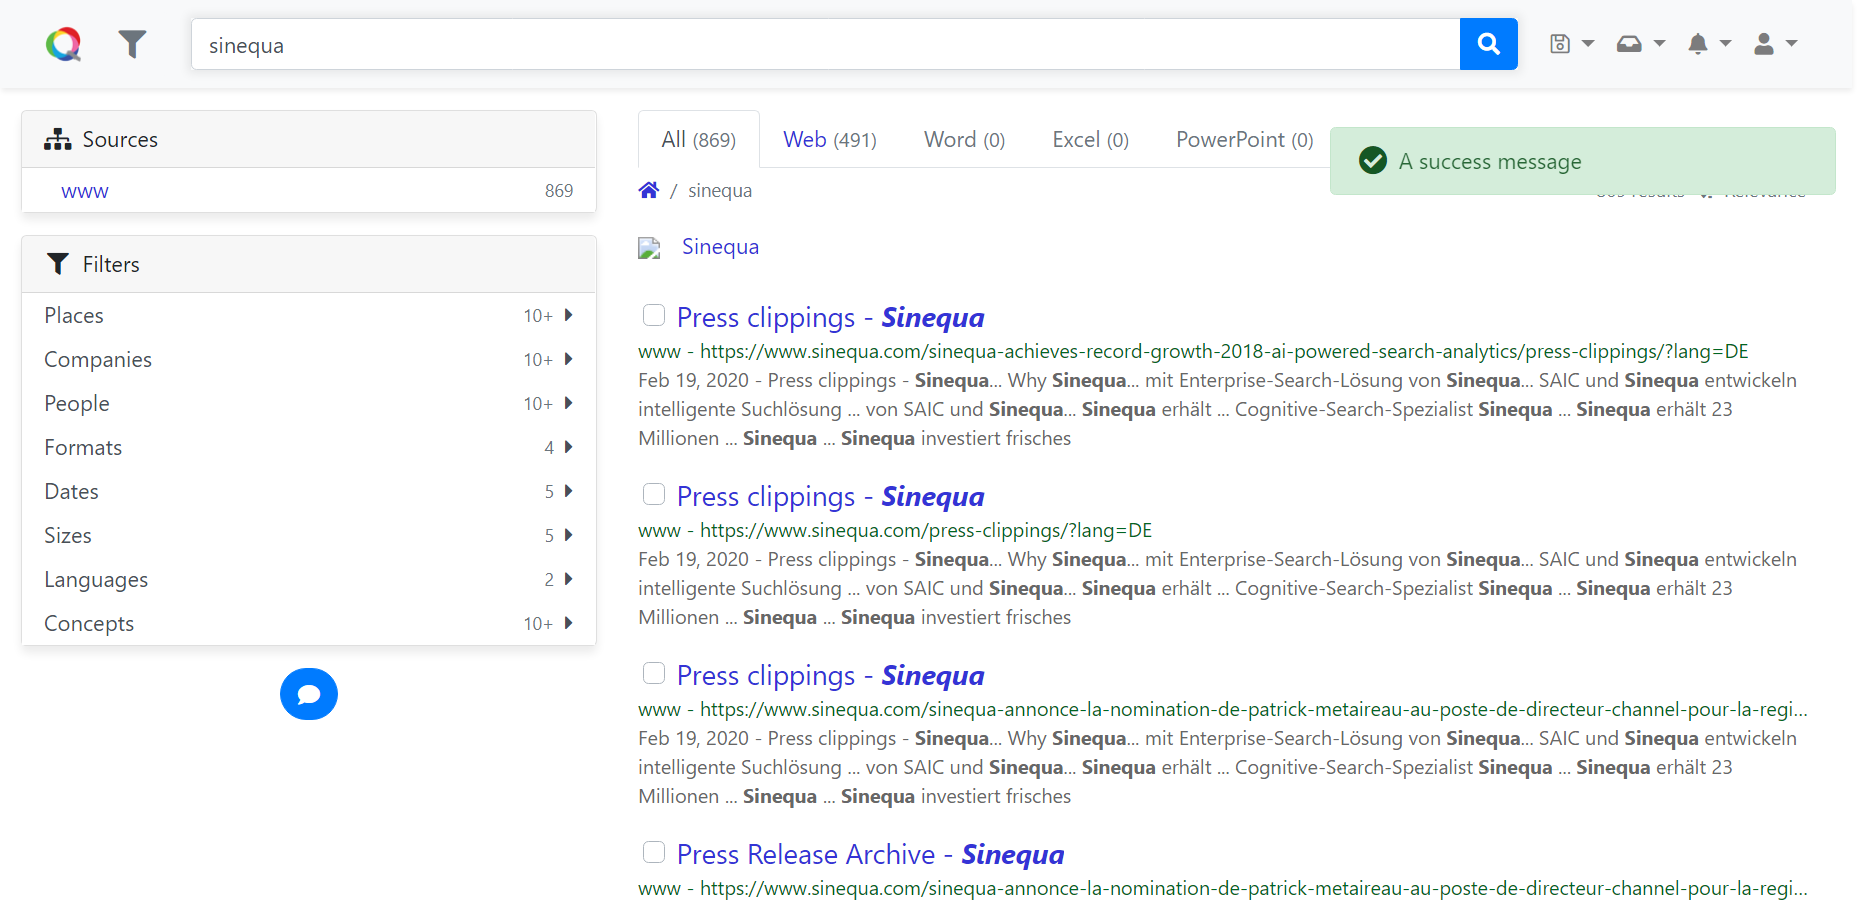 sinequa
Sources
www 869
Filters
Places 10+
Companies 10+
People 10+
Formats 4
Dates 5
Sizes 5
Languages 2
Concepts 10+
All (869) Web (491) Word (0) Excel (0) PowerPoint (0)
A success message
/ sinequa
Sinequa
Press clippings - Sinequa
www - https://www.sinequa.com/sinequa-achieves-record-growth-2018-ai-powered-search-analytics/press-clippings/?lang=DE
Feb 19, 2020 - Press clippings - Sinequa... Why Sinequa... mit Enterprise-Search-Lösung von Sinequa... SAIC und Sinequa entwickeln
intelligente Suchlösung ... von SAIC und Sinequa... Sinequa erhält ... Cognitive-Search-Spezialist Sinequa ... Sinequa erhält 23
Millionen ... Sinequa ... Sinequa investiert frisches
Press clippings - Sinequa
www - https://www.sinequa.com/press-clippings/?lang=DE
Feb 19, 2020 - Press clippings - Sinequa... Why Sinequa... mit Enterprise-Search-Lösung von Sinequa... SAIC und Sinequa entwickeln
intelligente Suchlösung ... von SAIC und Sinequa... Sinequa erhält ... Cognitive-Search-Spezialist Sinequa ... Sinequa erhält 23
Millionen ... Sinequa ... Sinequa investiert frisches
Press clippings - Sinequa
www - https://www.sinequa.com/sinequa-annonce-la-nomination-de-patrick-metaireau-au-poste-de-directeur-channel-pour-la-regi...
Feb 19, 2020 - Press clippings - Sinequa... Why Sinequa... mit Enterprise-Search-Lösung von Sinequa... SAIC und Sinequa entwickeln
intelligente Suchlösung ... von SAIC und Sinequa... Sinequa erhält ... Cognitive-Search-Spezialist Sinequa ... Sinequa erhält 23
Millionen ... Sinequa ... Sinequa investiert frisches
Press Release Archive - Sinequa
www - https://www.sinequa.com/sinequa-annonce-la-nomination-de-patrick-metaireau-au-poste-de-directeur-channel-pour-la-regi...